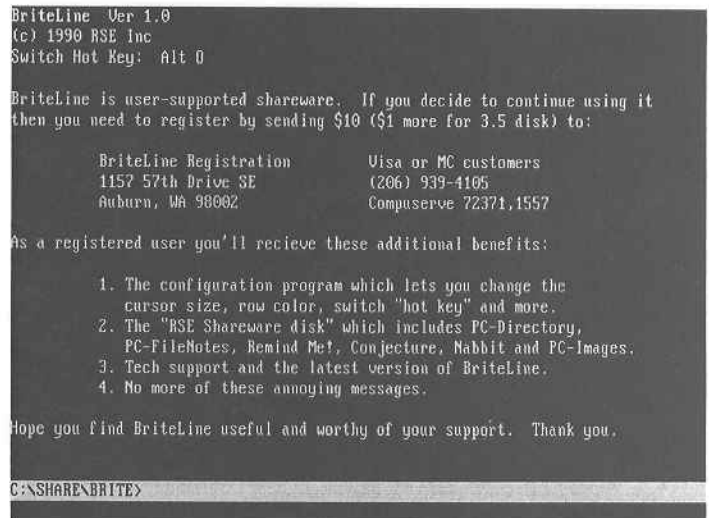 BriteLine Ver 1.0
(c) 1990 RSE Inc
Switch Hot Key: Alt O
BriteLine is user-supported shareware. If you decide to continue using it
then you need to register by sending $10 ($1 more for 3.5 disk) to:
BriteLine Registration
1157 57th Drive SE
Auburn, WA 98002
Visa or MC customers
(206) 939-4105
Compuserve 72371,1557
As a registered user you'll recieve these additional benefits:
1. The configuration program which lets you change the
cursor size, row color, switch "hot key" and more.
2. The "RSE Shareware disk" which includes PC-Directory,
PC-FileNotes, Remind Me!, Conjecture, Nabbit and PC-Images.
3. Tech support and the latest version of BriteLine.
4. No more of these annoying messages.
Hope you find BriteLine useful and worthy of your support. Thank you.
C:\SHARE\BRITE>